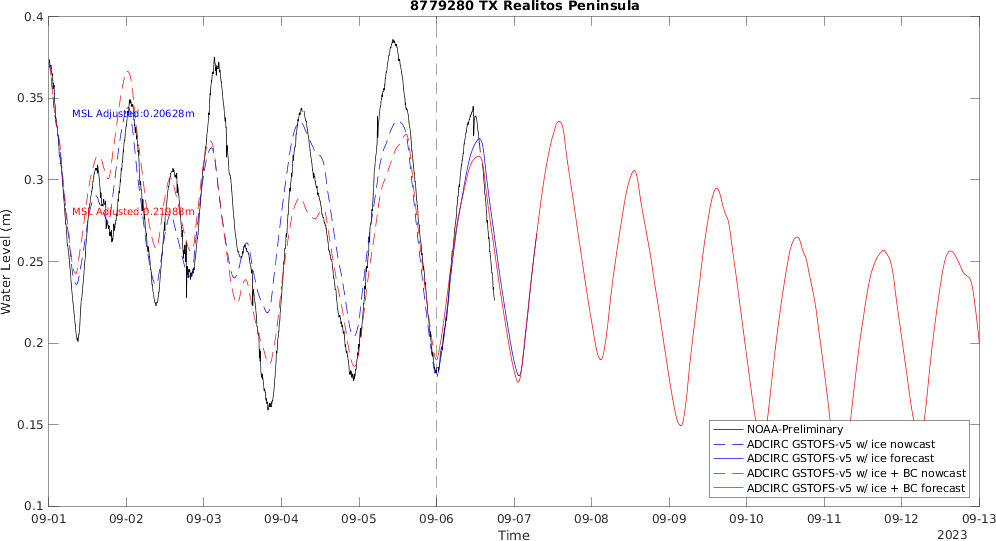 8779280 TX Realitos Peninsula
0.4
0.35
0.3
0.25
0.2
0.15
0.1
Water Level (m)
MSL Adjusted:0.20628m
MSL Adjusted:0.21988m
NOAA-Preliminary
ADCIRC GSTOFS-v5 w/ ice nowcast
ADCIRC GSTOFS-v5 w/ ice forecast
ADCIRC GSTOFS-v5 w/ ice + BC nowcast
ADCIRC GSTOFS-v5 w/ ice + BC forecast
09-01 09-02 09-03 09-04 09-05 09-06 09-07 09-08 09-09 09-10 09-11 09-12 09-13
Time
2023